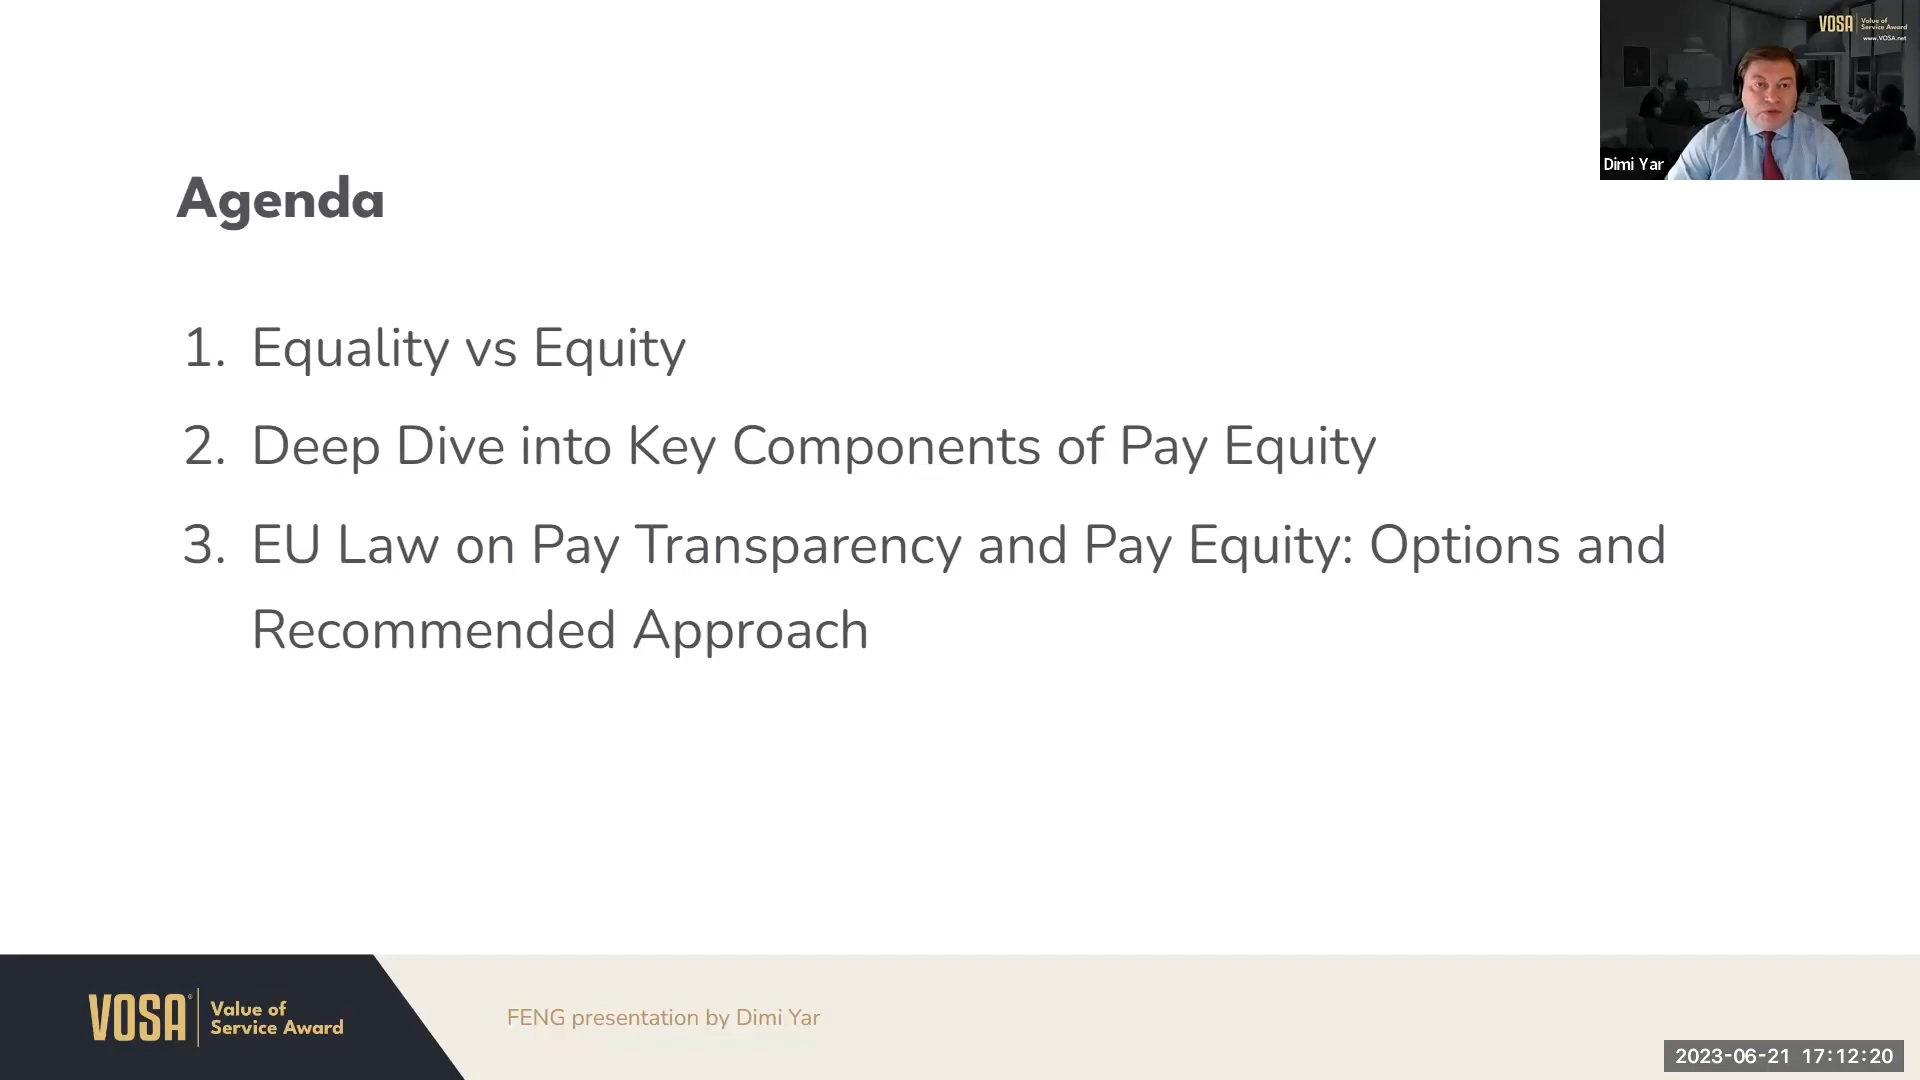 VOSA
Value of
Service Award
www.VOSA.net
Dimi Yar
Agenda
1. Equality vs Equity
2. Deep Dive into Key Components of Pay Equity
3. EU Law on Pay Transparency and Pay Equity: Options and
Recommended Approach
VOSA®
Value of
Service Award
FENG presentation by Dimi Yar
2023-06-21 17:12:20